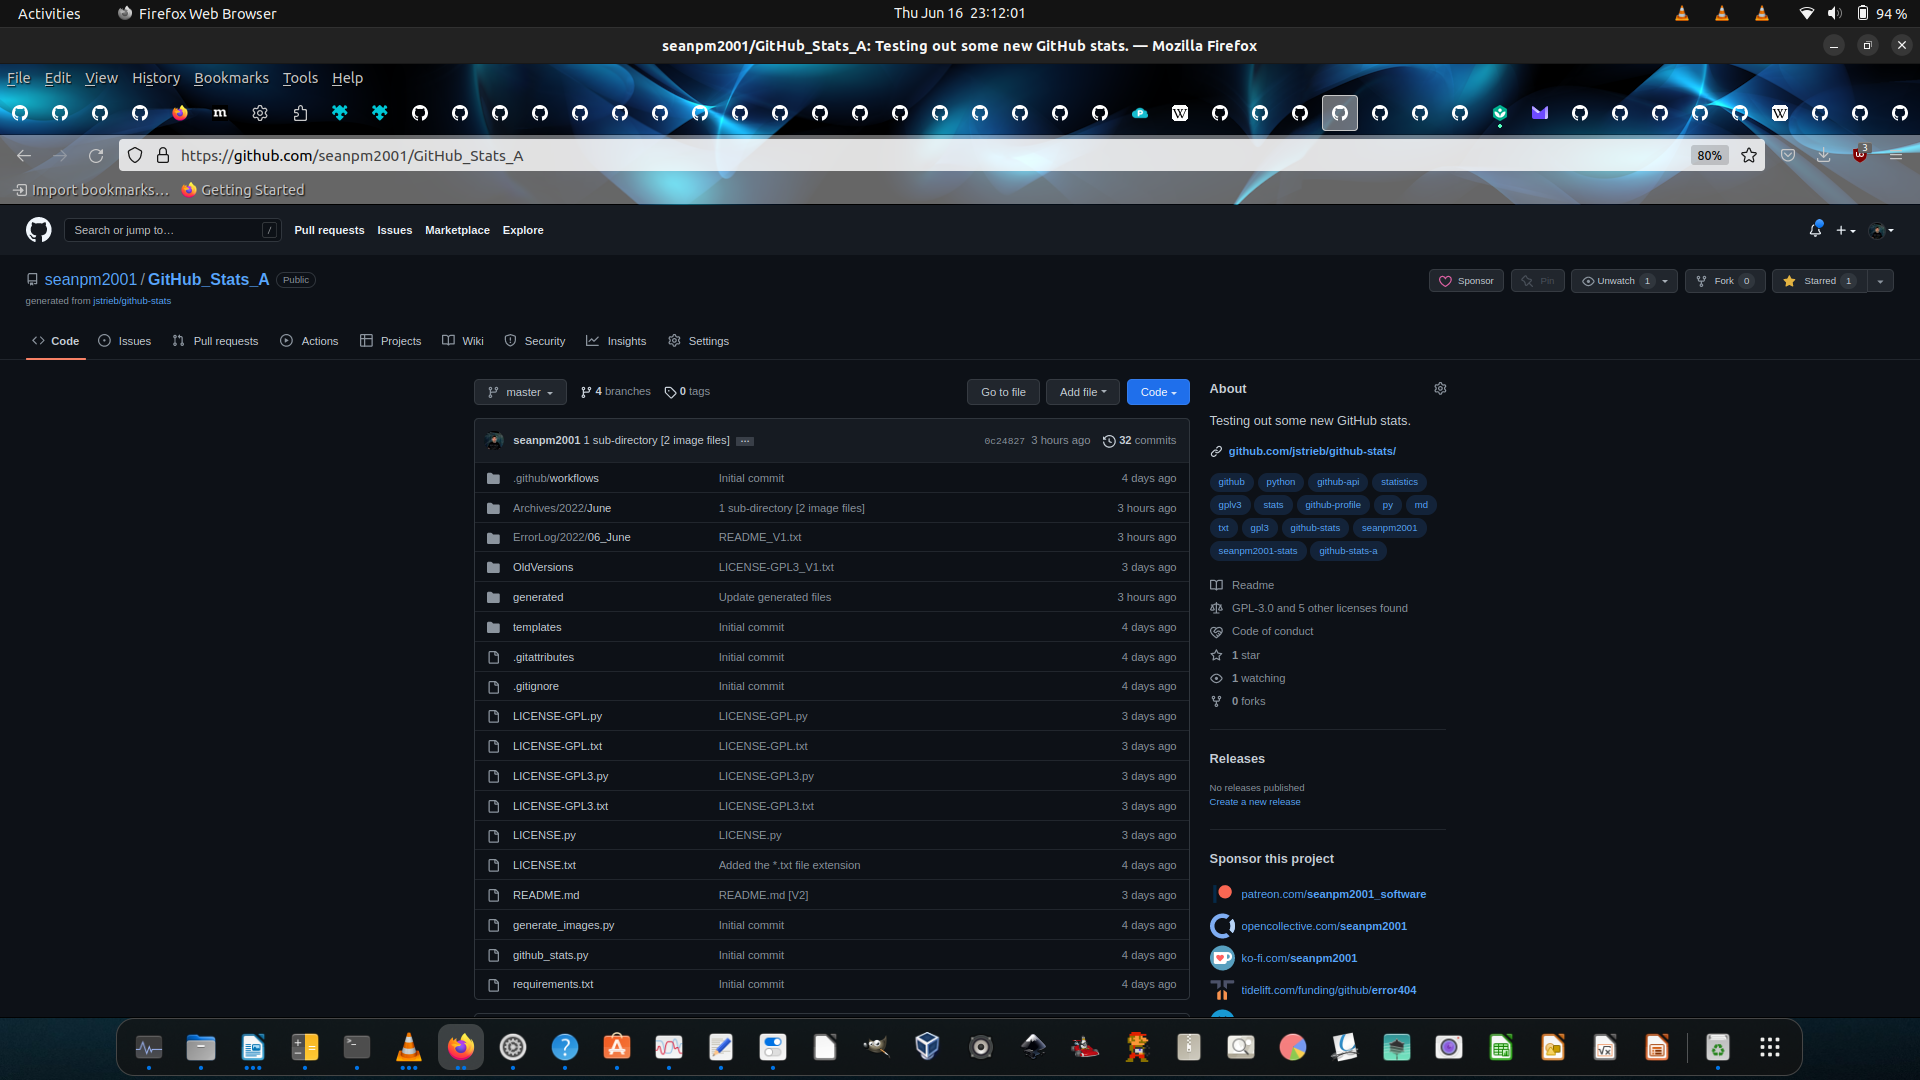 Activities Firefox Web Browser Thu Jun 16 23:12:01 94 %
seanpm2001/GitHub_Stats_A: Testing out some new GitHub stats. — Mozilla Firefox
File Edit View History Bookmarks Tools Help
https://github.com/seanpm2001/GitHub_Stats_A 80% 3
Import bookmarks… Getting Started
Search or jump to… / Pull requests Issues Marketplace Explore
seanpm2001 / GitHub_Stats_A Public Sponsor Pin Unwatch 1 Fork 0 Starred 1
generated from jstrieb/github-stats
Code Issues Pull requests Actions Projects Wiki Security Insights Settings
master 4 branches 0 tags Go to file Add file Code
seanpm2001 1 sub-directory [2 image files] ... 0c24827 3 hours ago 32 commits
.github/workflows Initial commit 4 days ago
Archives/2022/June 1 sub-directory [2 image files] 3 hours ago
ErrorLog/2022/06_June README_V1.txt 3 hours ago
OldVersions LICENSE-GPL3_V1.txt 3 days ago
generated Update generated files 3 hours ago
templates Initial commit 4 days ago
.gitattributes Initial commit 4 days ago
.gitignore Initial commit 4 days ago
LICENSE-GPL.py LICENSE-GPL.py 3 days ago
LICENSE-GPL.txt LICENSE-GPL.txt 3 days ago
LICENSE-GPL3.py LICENSE-GPL3.py 3 days ago
LICENSE-GPL3.txt LICENSE-GPL3.txt 3 days ago
LICENSE.py LICENSE.py 3 days ago
LICENSE.txt Added the *.txt file extension 4 days ago
README.md README.md [V2] 3 days ago
generate_images.py Initial commit 4 days ago
github_stats.py Initial commit 4 days ago
requirements.txt Initial commit 4 days ago
About
Testing out some new GitHub stats.
github.com/jstrieb/github-stats/
github python github-api statistics
gplv3 stats github-profile py md
txt gpl3 github-stats seanpm2001
seanpm2001-stats github-stats-a
Readme
GPL-3.0 and 5 other licenses found
Code of conduct
1 star
1 watching
0 forks
Releases
No releases published
Create a new release
Sponsor this project
patreon.com/seanpm2001_software
opencollective.com/seanpm2001
ko-fi.com/seanpm2001
tidelift.com/funding/github/error404